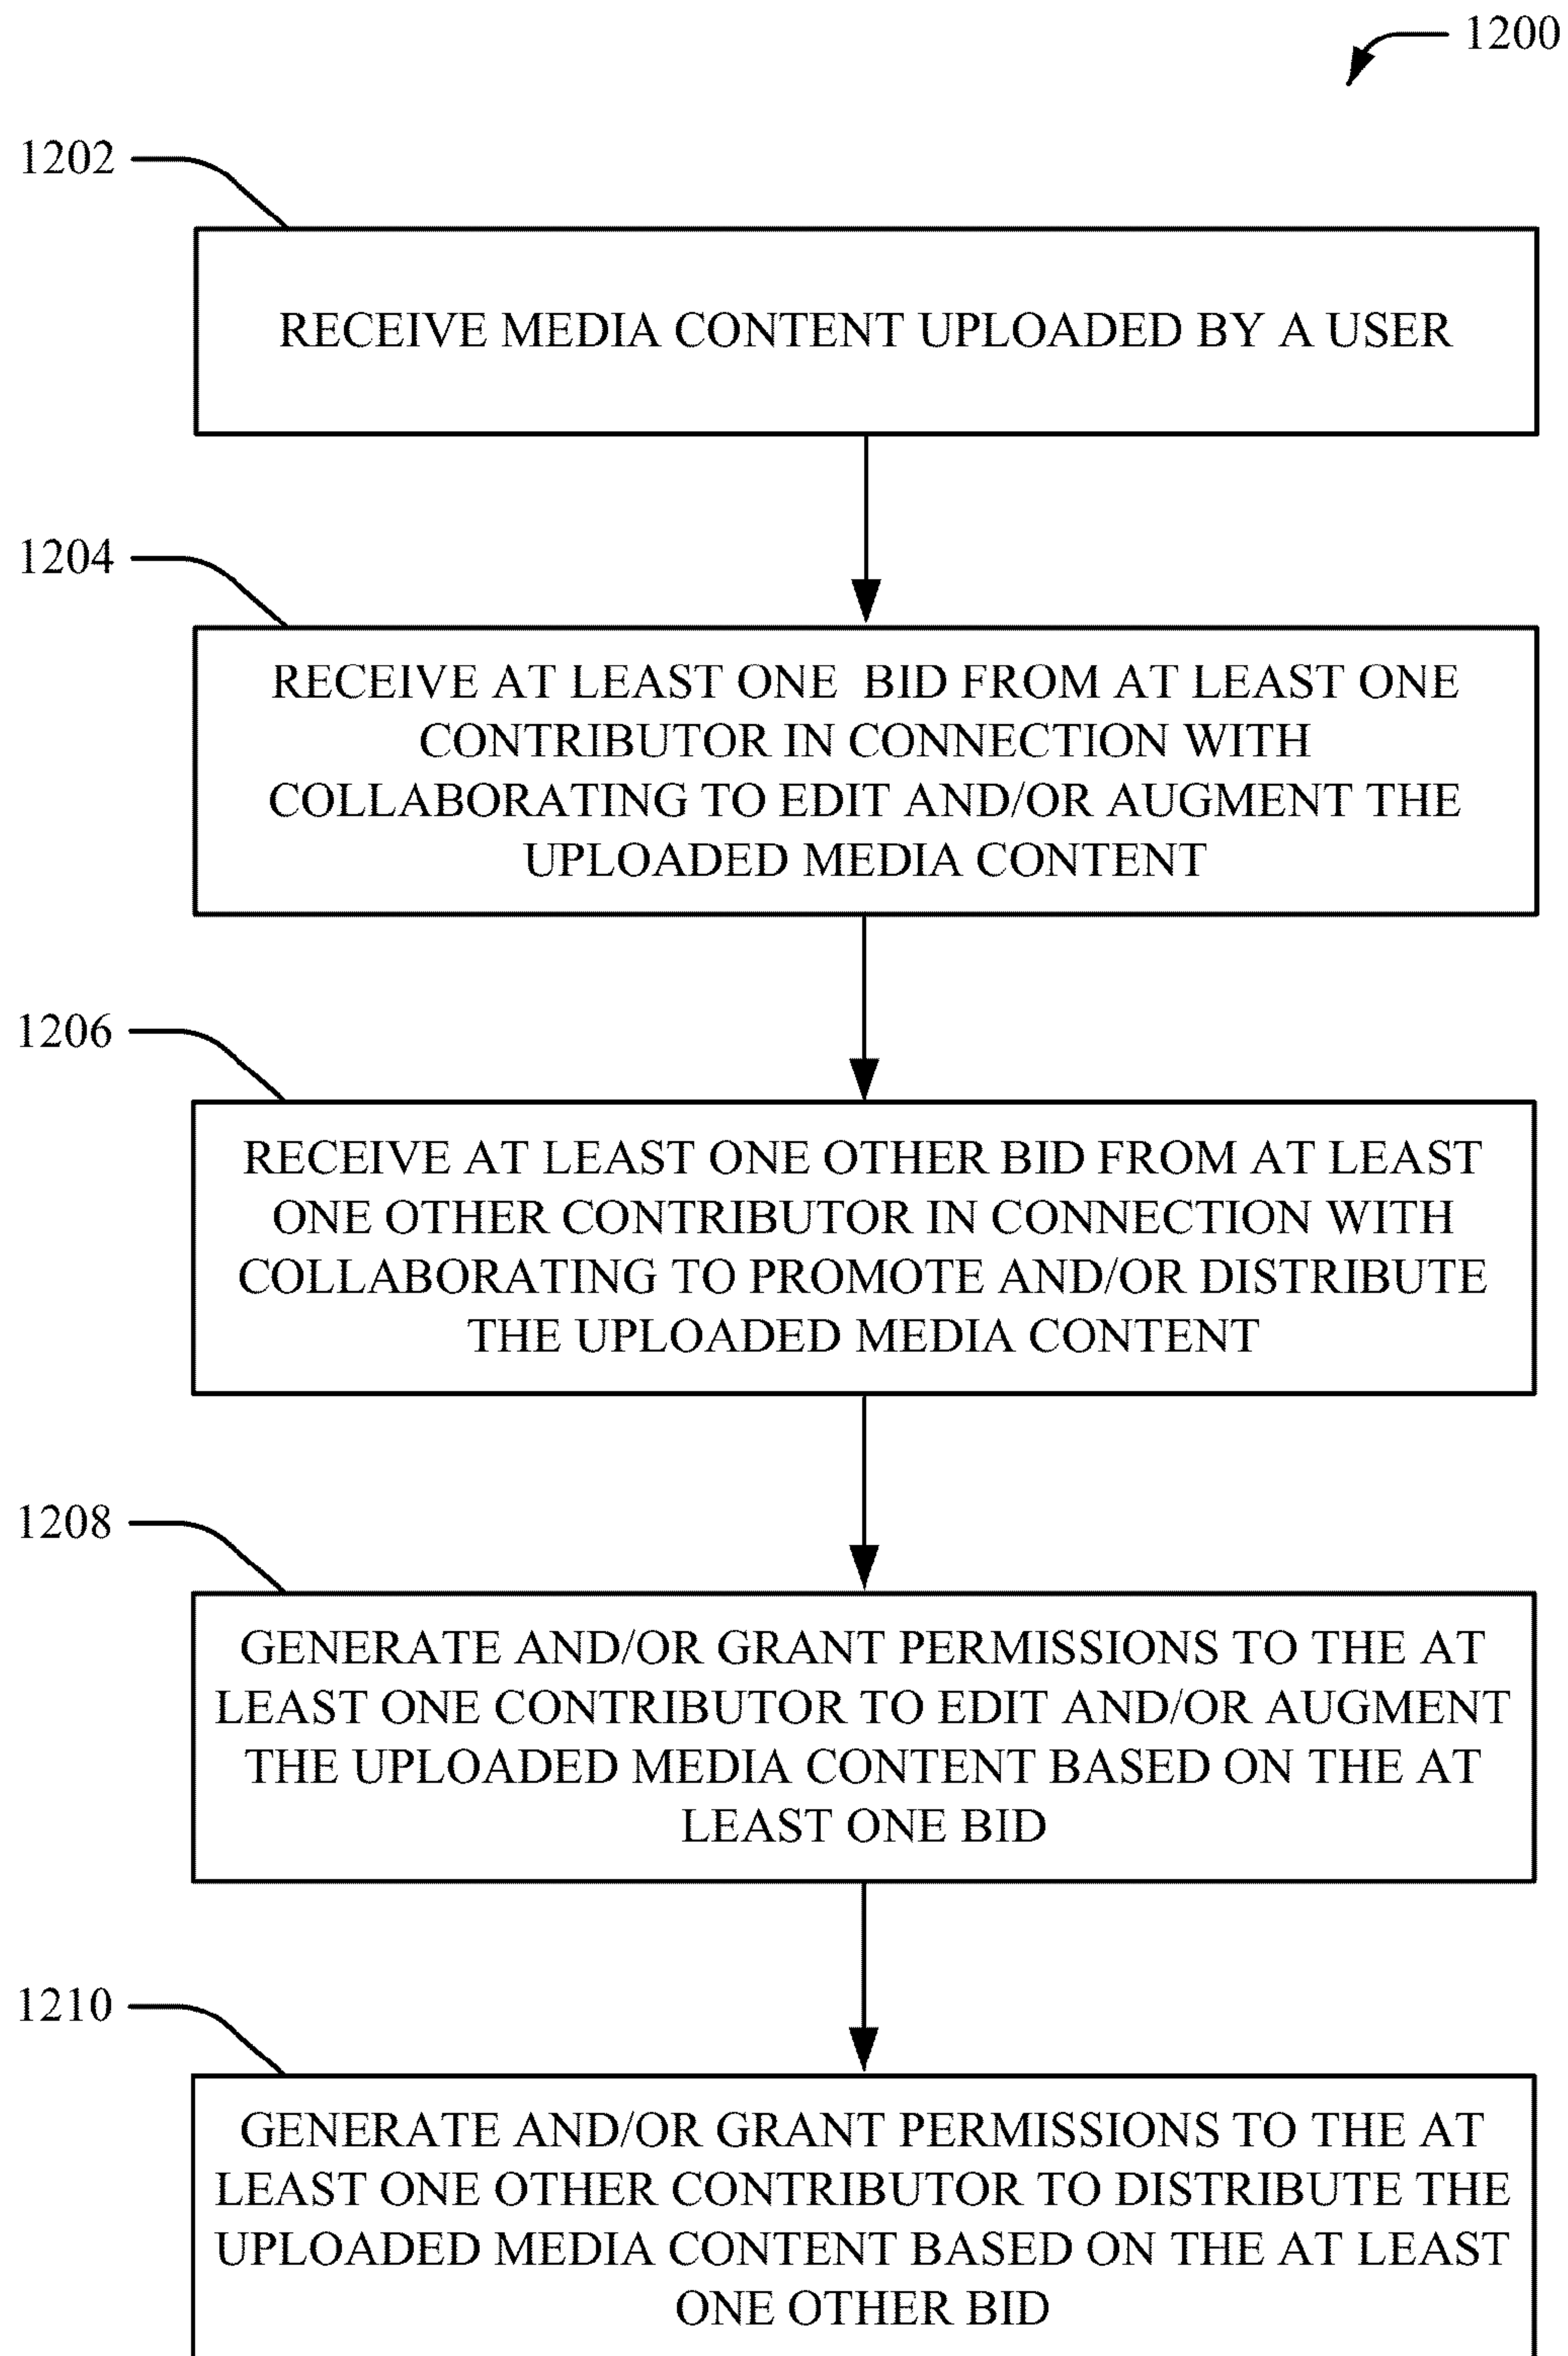 1200
1202
RECEIVE MEDIA CONTENT UPLOADED BY A USER
1204
RECEIVE AT LEAST ONE BID FROM AT LEAST ONE
CONTRIBUTOR IN CONNECTION WITH
COLLABORATING TO EDIT AND/OR AUGMENT THE
UPLOADED MEDIA CONTENT
1206
RECEIVE AT LEAST ONE OTHER BID FROM AT LEAST
ONE OTHER CONTRIBUTOR IN CONNECTION WITH
COLLABORATING TO PROMOTE AND/OR DISTRIBUTE
THE UPLOADED MEDIA CONTENT
1208
GENERATE AND/OR GRANT PERMISSIONS TO THE AT
LEAST ONE CONTRIBUTOR TO EDIT AND/OR AUGMENT
THE UPLOADED MEDIA CONTENT BASED ON THE AT
LEAST ONE BID
1210
GENERATE AND/OR GRANT PERMISSIONS TO THE AT
LEAST ONE OTHER CONTRIBUTOR TO DISTRIBUTE THE
UPLOADED MEDIA CONTENT BASED ON THE AT LEAST
ONE OTHER BID